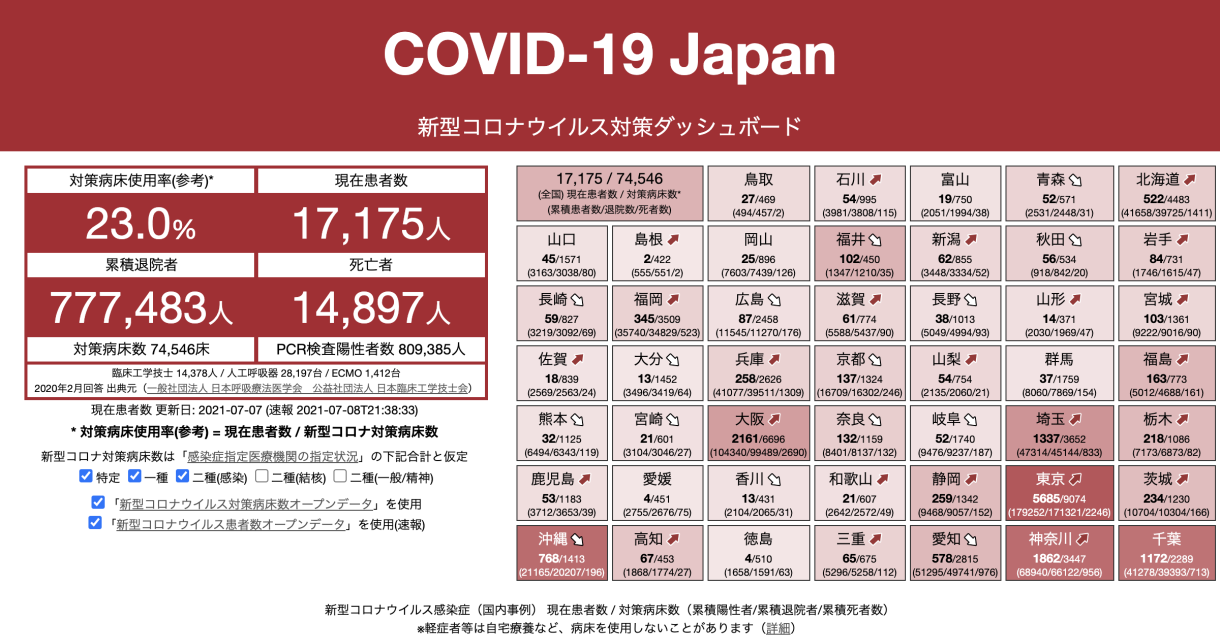 COVID-19 Japan
新型コロナウイルス対策ダッシュボード
対策病床使用率(参考)*
現在患者数
23.0%
17,175人
累積退院者
死亡者
777,483人
14,897人
対策病床数 74,546床
PCR検査陽性者数 809,385人
臨床工学技士 14,378人 / 人工呼吸器 28,197台 / ECMO 1,412台
2020年2月回答 出典元（一般社団法人 日本呼吸療法医学会　公益社団法人 日本臨床工学技士会）
現在患者数 更新日: 2021-07-07 (速報 2021-07-08T21:38:33)
* 対策病床使用率(参考) = 現在患者数 / 新型コロナ対策病床数
新型コロナ対策病床数は「感染症指定医療機関の指定状況」の下記合計と仮定
特定 一種 二種(感染) 二種(結核) 二種(一般/精神)
「新型コロナウイルス対策病床数オープンデータ」を使用
「新型コロナウイルス患者数オープンデータ」を使用(速報)
17,175 / 74,546
(全国) 現在患者数 / 対策病床数*
(累積患者数/退院数/死者数)
鳥取
27/469
(494/457/2)
石川
54/995
(3981/3808/115)
富山
19/750
(2051/1994/38)
青森
52/571
(2531/2448/31)
北海道
522/4483
(41658/39725/1411)
山口
45/1571
(3163/3038/80)
島根
2/422
(555/551/2)
岡山
25/896
(7603/7439/126)
福井
102/450
(1347/1210/35)
新潟
62/855
(3448/3334/52)
秋田
56/534
(918/842/20)
岩手
84/731
(1746/1615/47)
長崎
59/827
(3219/3092/69)
福岡
345/3509
(35740/34829/523)
広島
87/2458
(11545/11270/176)
滋賀
61/774
(5588/5437/90)
長野
38/1013
(5049/4994/93)
山形
14/371
(2030/1969/47)
宮城
103/1361
(9222/9016/90)
佐賀
18/839
(2569/2563/24)
大分
13/1452
(3496/3419/64)
兵庫
258/2626
(41077/39511/1309)
京都
137/1324
(16709/16302/246)
山梨
54/754
(2135/2060/21)
群馬
37/1759
(8060/7869/154)
福島
163/773
(5012/4688/161)
熊本
32/1125
(6494/6343/119)
宮崎
21/601
(3104/3046/27)
大阪
2161/6696
(104340/99489/2690)
奈良
132/1159
(8401/8137/132)
岐阜
52/1740
(9476/9237/187)
埼玉
1337/3652
(47314/45144/833)
栃木
218/1086
(7173/6873/82)
鹿児島
53/1183
(3712/3653/39)
愛媛
4/451
(2755/2676/75)
香川
13/431
(2104/2065/31)
和歌山
21/607
(2642/2572/49)
静岡
259/1342
(9468/9057/152)
東京
5685/9074
(179252/171321/2246)
茨城
234/1230
(10704/10304/166)
沖縄
768/1413
(21165/20207/196)
高知
67/453
(1868/1774/27)
徳島
4/510
(1658/1591/63)
三重
65/675
(5296/5258/112)
愛知
578/2815
(51295/49741/976)
神奈川
1862/3447
(68940/66122/956)
千葉
1172/2289
(41278/39393/713)
新型コロナウイルス感染症（国内事例） 現在患者数 / 対策病床数（累積陽性者/累積退院者/累積死者数）
※軽症者等は自宅療養など、病床を使用しないことがあります（詳細）